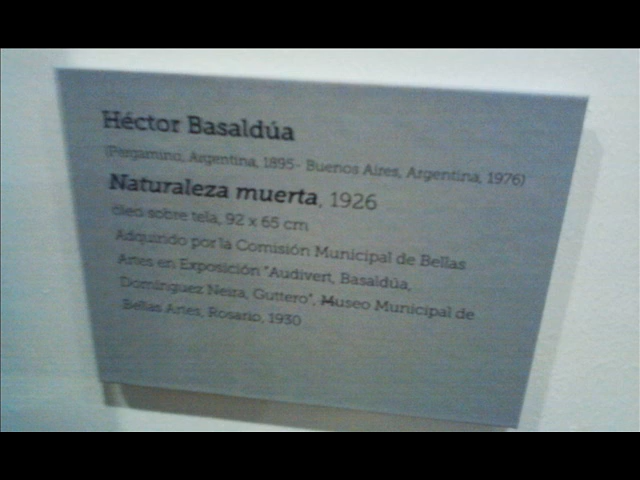 Héctor Basaldúa
(Pergamino, Argentina, 1895- Buenos Aires, Argentina, 1976)
Naturaleza muerta, 1926
óleo sobre tela, 92 x 65 cm
Adquirido por la Comisión Municipal de Bellas
Artes en Exposición "Audivert, Basaldúa,
Domínguez Neira, Guttero", Museo Municipal de
Bellas Artes, Rosario, 1930